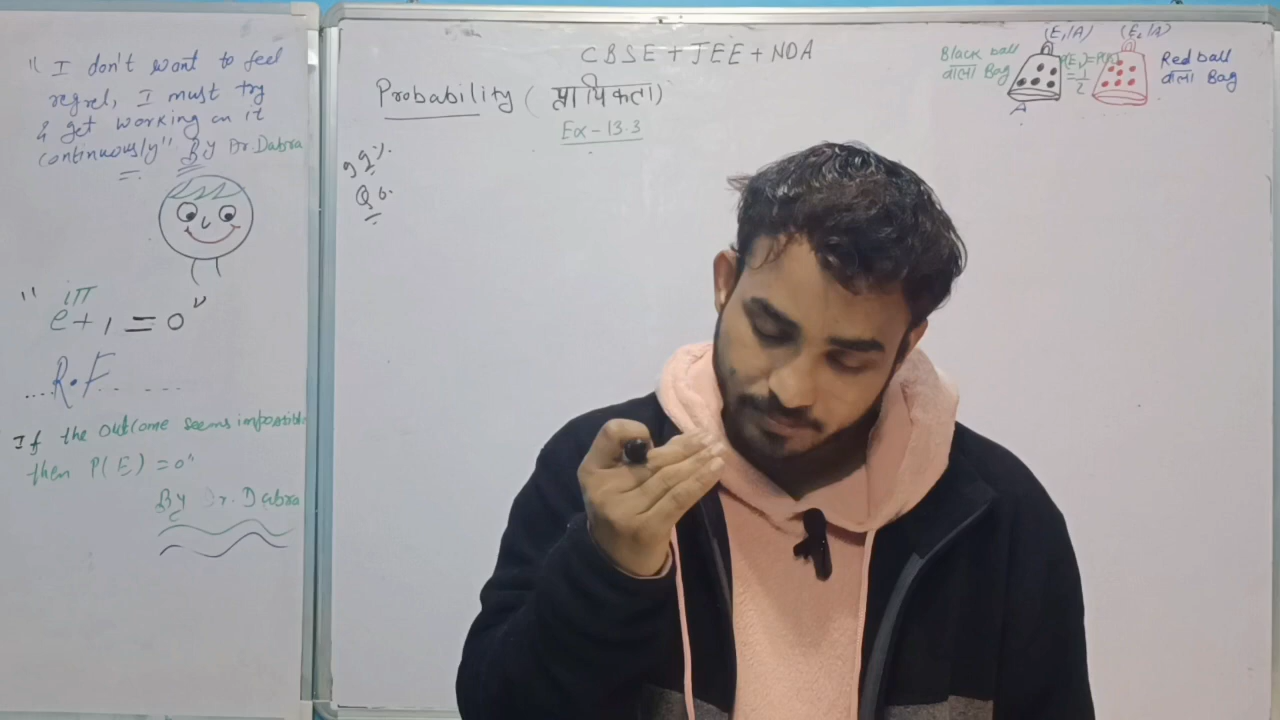 " I don't want to feel
regrel, I must try
& get working on it
continuously" By Dr. Dabra
" e^iπ + 1 = 0 "
....R.F.......
If the outcome seems impossible
then P(E) = 0"
By Dr. Dabra
CBSE + JEE + NDA
Probability (प्रायिकता)
Ex-13.3
Q 6.
Black ball
वाला Bag
(E₁/A)
A
P(E₁)=P(E₂)
=1/2
(E₂/A)
Red ball
वाला Bag